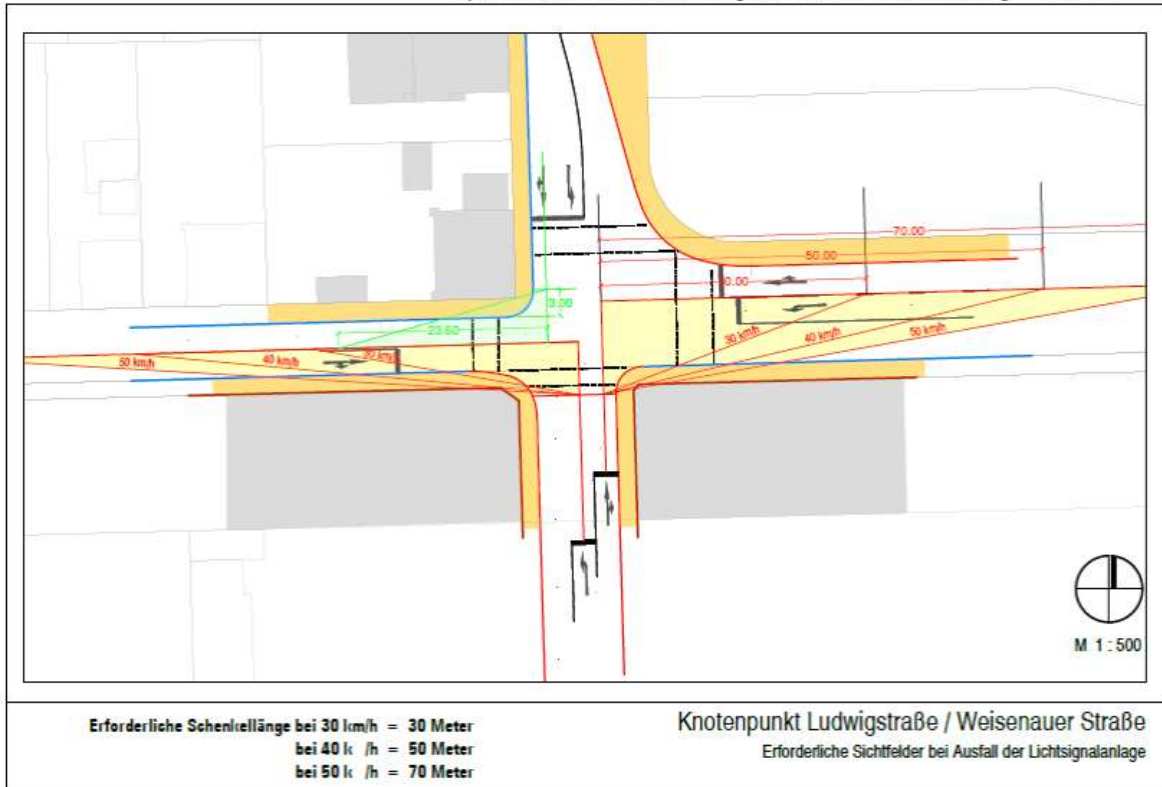 70.00
50.00
0.00
3.00
23.60
30 km/h
40 km/h
50 km/h
50 km/h
40 km/h
30 km/h
M 1:500
Erforderliche Schenkellänge bei 30 km/h = 30 Meter
bei 40 k /h = 50 Meter
bei 50 k /h = 70 Meter
Knotenpunkt Ludwigstraße / Weisenauer Straße
Erforderliche Sichtfelder bei Ausfall der Lichtsignalanlage